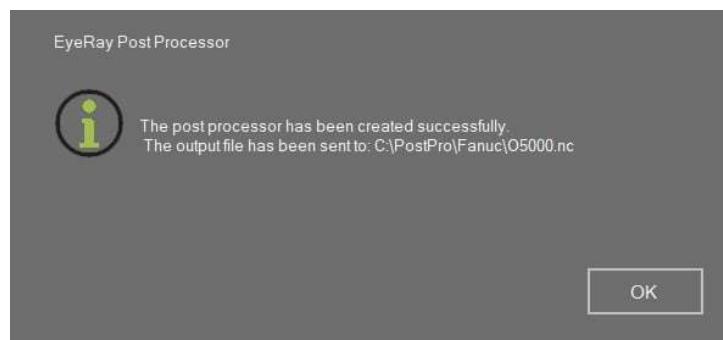 EyeRay Post Processor
The post processor has been created successfully.
The output file has been sent to: C:\PostPro\Fanuc\O5000.nc
OK